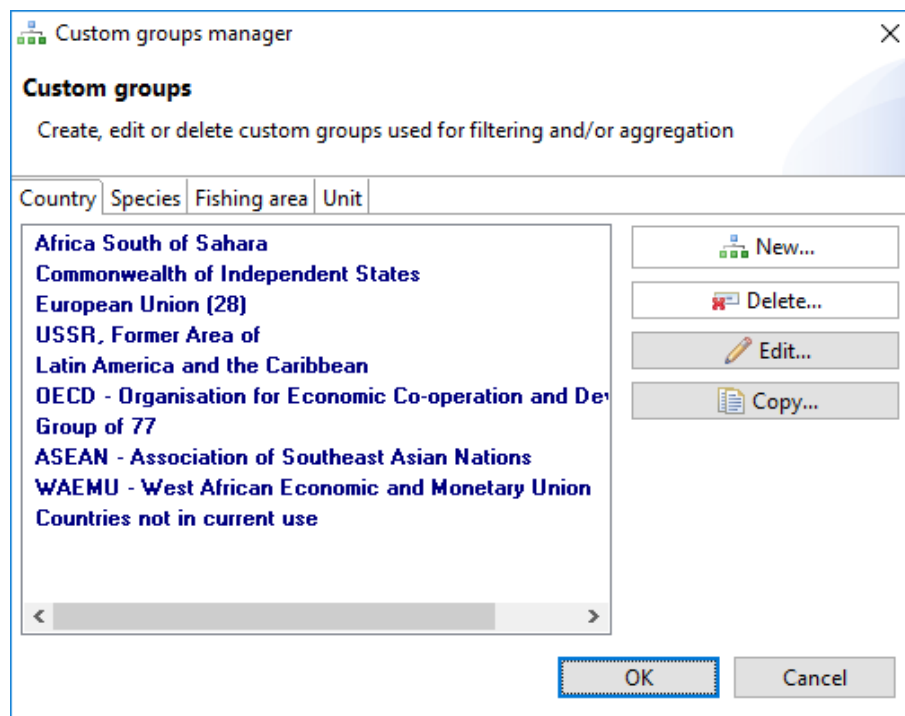 Custom groups manager
Custom groups
Create, edit or delete custom groups used for filtering and/or aggregation
Country Species Fishing area Unit
Africa South of Sahara
Commonwealth of Independent States
European Union (28)
USSR, Former Area of
Latin America and the Caribbean
OECD - Organisation for Economic Co-operation and De
Group of 77
ASEAN - Association of Southeast Asian Nations
WAEMU - West African Economic and Monetary Union
Countries not in current use
New...
Delete...
Edit...
Copy...
OK Cancel